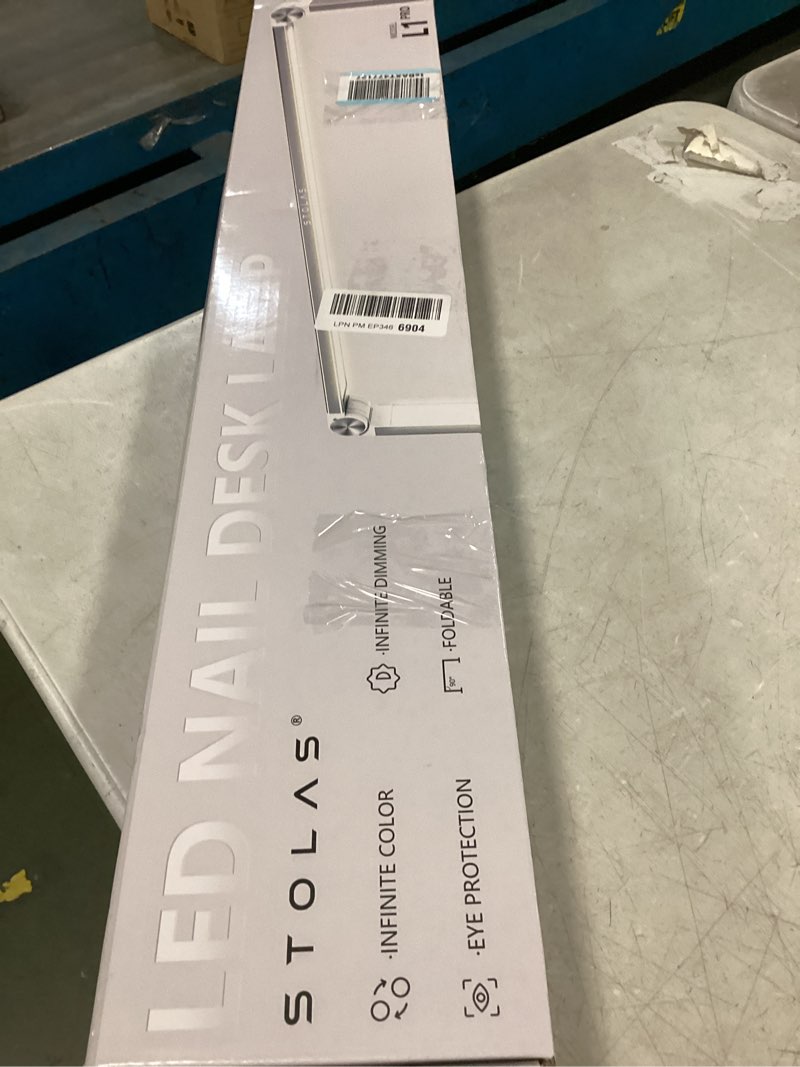 LED NAIL DESK LAMP
STOLAS®
·INFINITE COLOR
·INFINITE DIMMING
·EYE PROTECTION
90°
·FOLDABLE
STOLAS
LPN PM EP346 6904
MODEL
L1 PRO